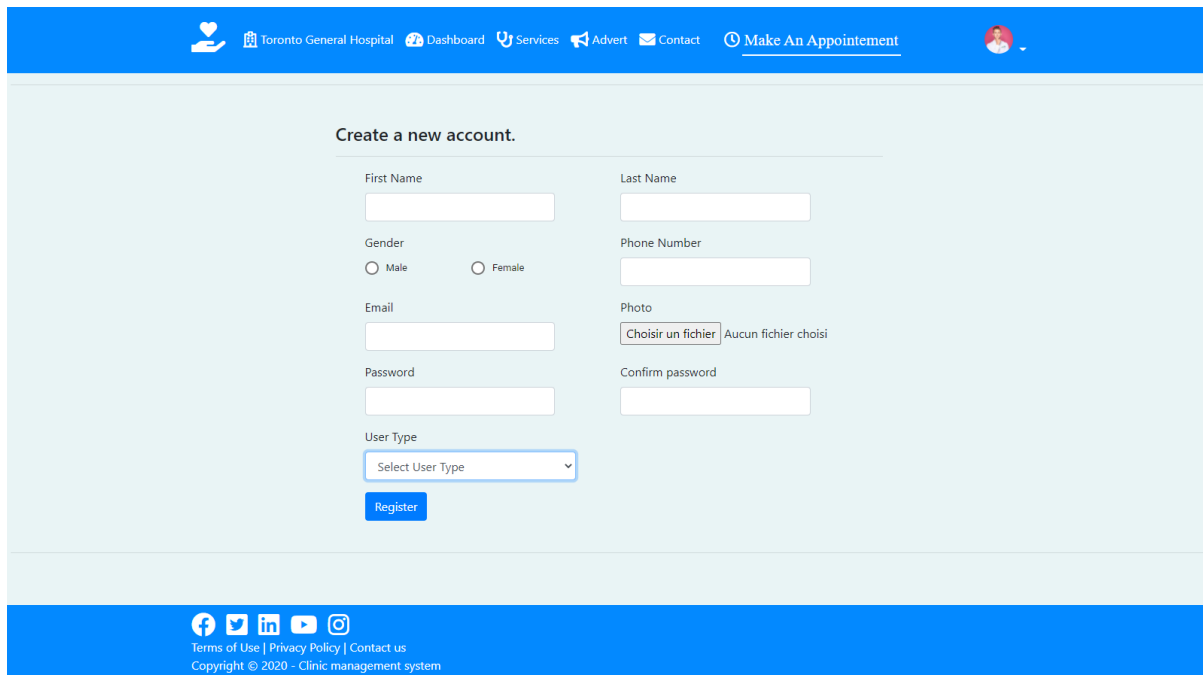 Toronto General Hospital Dashboard Services Advert Contact Make An Appointement
Create a new account.
First Name Last Name
Gender Phone Number
Male Female
Email Photo
Choisir un fichier Aucun fichier choisi
Password Confirm password
User Type
Select User Type
Register
Terms of Use | Privacy Policy | Contact us
Copyright © 2020 - Clinic management system